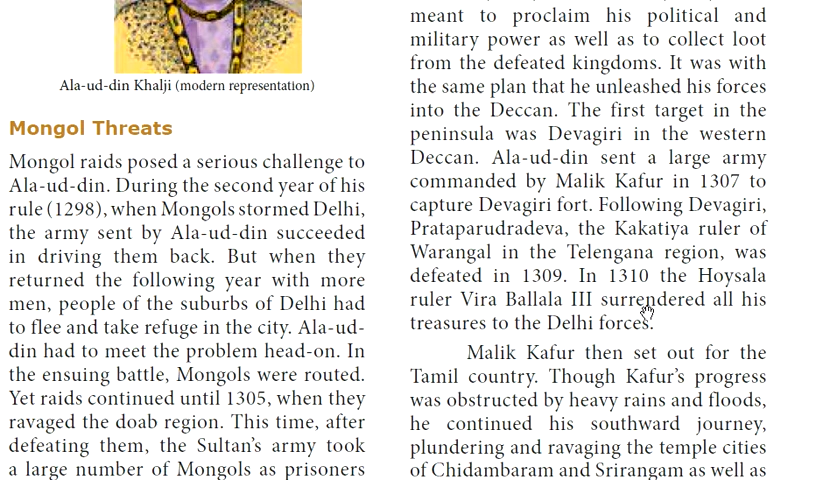 Ala-ud-din Khalji (modern representation)
Mongol Threats
Mongol raids posed a serious challenge to
Ala-ud-din. During the second year of his
rule (1298), when Mongols stormed Delhi,
the army sent by Ala-ud-din succeeded
in driving them back. But when they
returned the following year with more
men, people of the suburbs of Delhi had
to flee and take refuge in the city. Ala-ud-
din had to meet the problem head-on. In
the ensuing battle, Mongols were routed.
Yet raids continued until 1305, when they
ravaged the doab region. This time, after
defeating them, the Sultan’s army took
a large number of Mongols as prisoners
meant to proclaim his political and
military power as well as to collect loot
from the defeated kingdoms. It was with
the same plan that he unleashed his forces
into the Deccan. The first target in the
peninsula was Devagiri in the western
Deccan. Ala-ud-din sent a large army
commanded by Malik Kafur in 1307 to
capture Devagiri fort. Following Devagiri,
Prataparudradeva, the Kakatiya ruler of
Warangal in the Telengana region, was
defeated in 1309. In 1310 the Hoysala
ruler Vira Ballala III surrendered all his
treasures to the Delhi forces.
Malik Kafur then set out for the
Tamil country. Though Kafur’s progress
was obstructed by heavy rains and floods,
he continued his southward journey,
plundering and ravaging the temple cities
of Chidambaram and Srirangam as well as